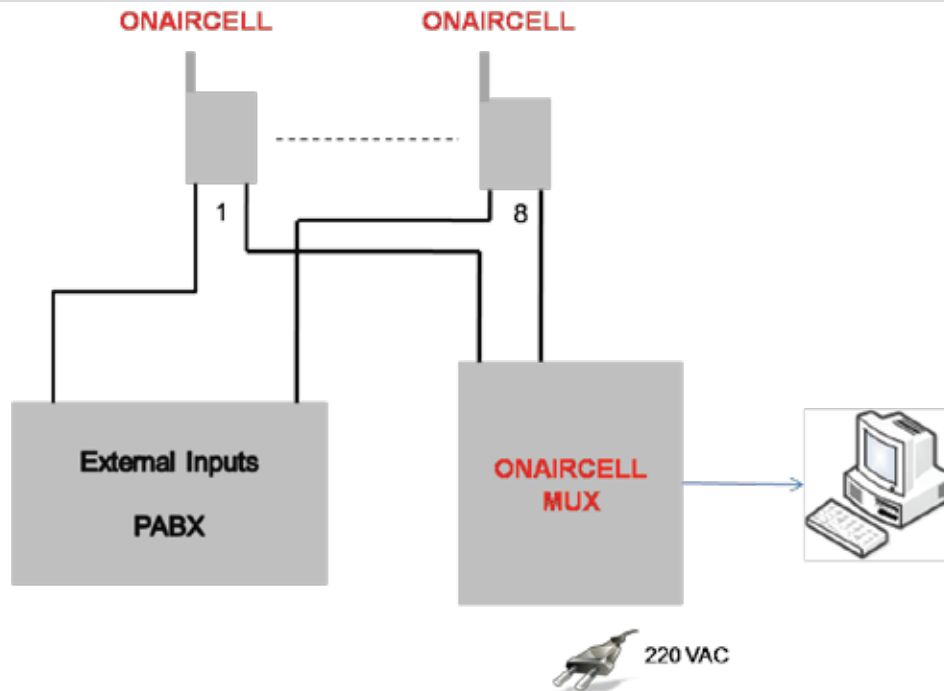 ONAIRCELL
ONAIRCELL
1
8
External Inputs
PABX
ONAIRCELL
MUX
220 VAC